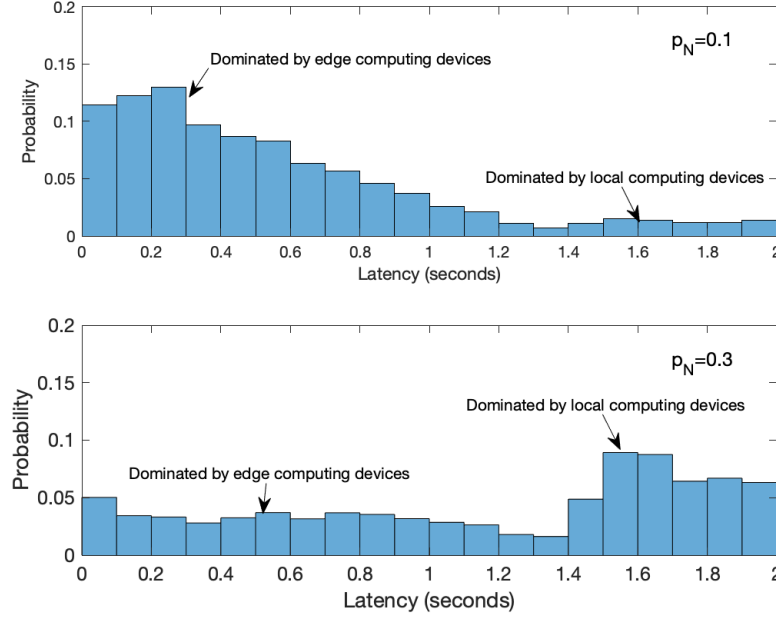 0.2
p_N=0.1
Dominated by edge computing devices
0.15
Probability
0.1
Dominated by local computing devices
0.05
0
0 0.2 0.4 0.6 0.8 1 1.2 1.4 1.6 1.8 2
Latency (seconds)
0.2
p_N=0.3
0.15
Dominated by local computing devices
Probability
0.1
Dominated by edge computing devices
0.05
0
0 0.2 0.4 0.6 0.8 1 1.2 1.4 1.6 1.8 2
Latency (seconds)